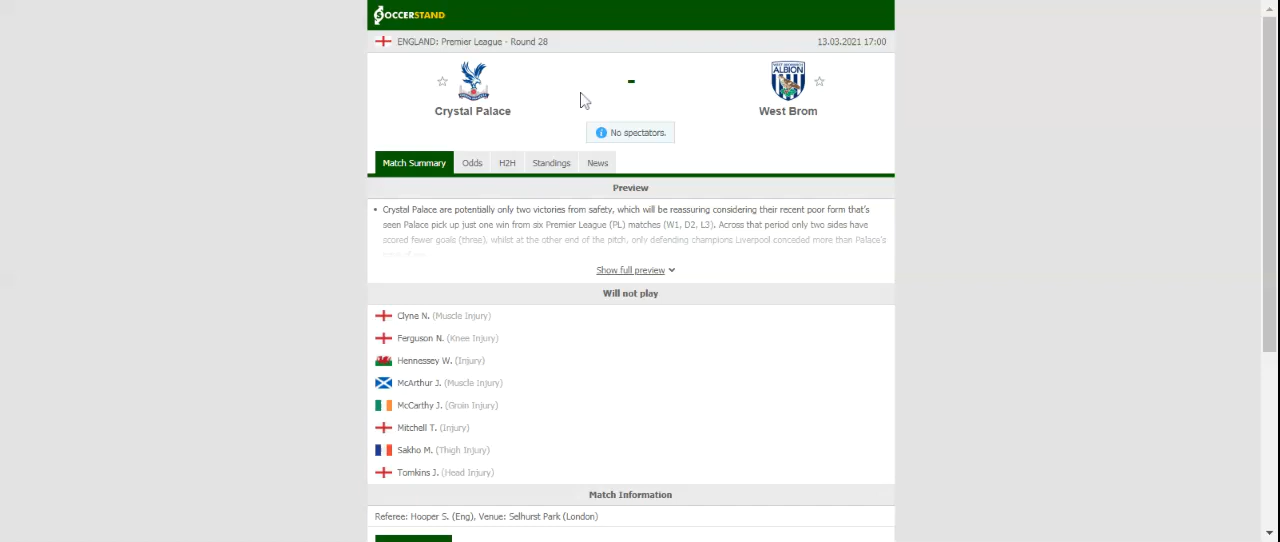 SOCCERSTAND
ENGLAND: Premier League - Round 28 13.03.2021 17:00
ALBION
Crystal Palace - West Brom
No spectators.
Match Summary Odds H2H Standings News
Preview
• Crystal Palace are potentially only two victories from safety, which will be reassuring considering their recent poor form that's
seen Palace pick up just one win from six Premier League (PL) matches (W1, D2, L3). Across that period only two sides have
scored fewer goals (three), whilst at the other end of the pitch, only defending champions Liverpool conceded more than Palace's
Show full preview
Will not play
Clyne N. (Muscle Injury)
Ferguson N. (Knee Injury)
Hennessey W. (Injury)
McArthur J. (Muscle Injury)
McCarthy J. (Groin Injury)
Mitchell T. (Injury)
Sakho M. (Thigh Injury)
Tomkins J. (Head Injury)
Match Information
Referee: Hooper S. (Eng), Venue: Selhurst Park (London)